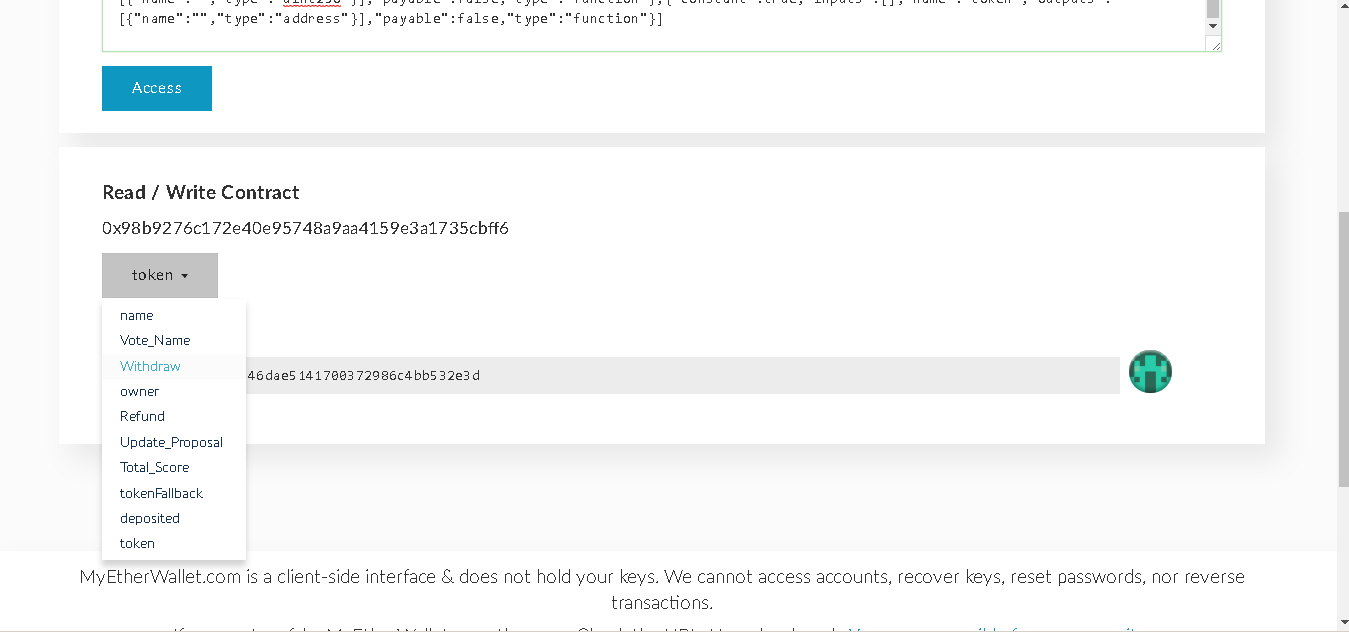 [{"name":"","type":"address"}],"payable":false,"type":"function"}]
Access
Read / Write Contract
0x98b9276c172e40e95748a9aa4159e3a1735cbff6
token
name
Vote_Name
Withdraw
46dae5141700372986c4bb532e3d
owner
Refund
Update_Proposal
Total_Score
tokenFallback
deposited
token
MyEtherWallet.com is a client-side interface & does not hold your keys. We cannot access accounts, recover keys, reset passwords, nor reverse
transactions.